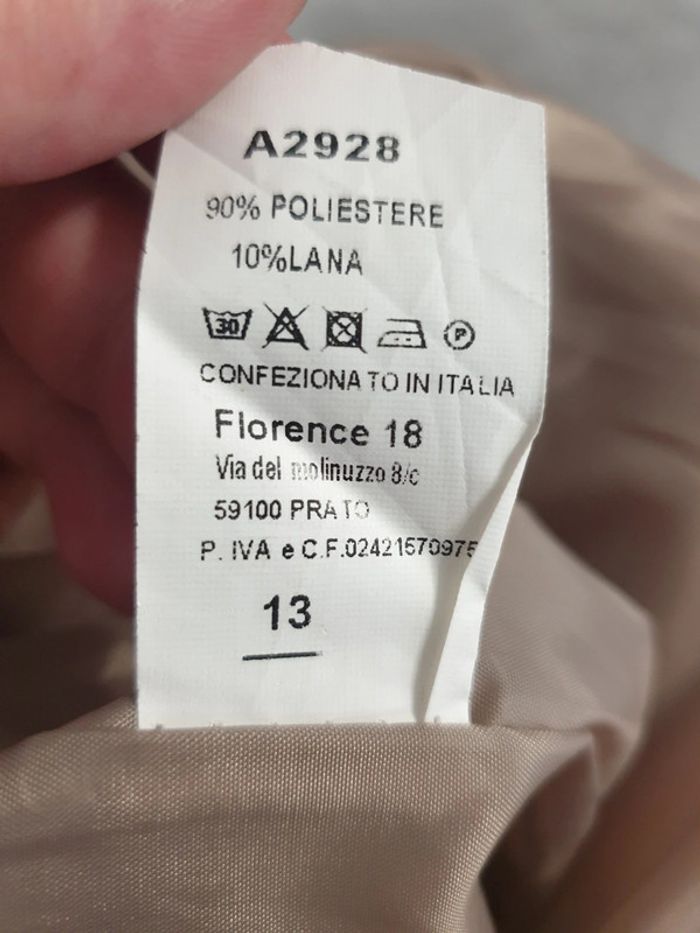 A2928
90% POLIESTERE
10%LANA
30 P
CONFEZIONATO IN ITALIA
Florence 18
Via del molinuzzo 8/c
59100 PRATO
P. IVA e C.F.02421570975
13